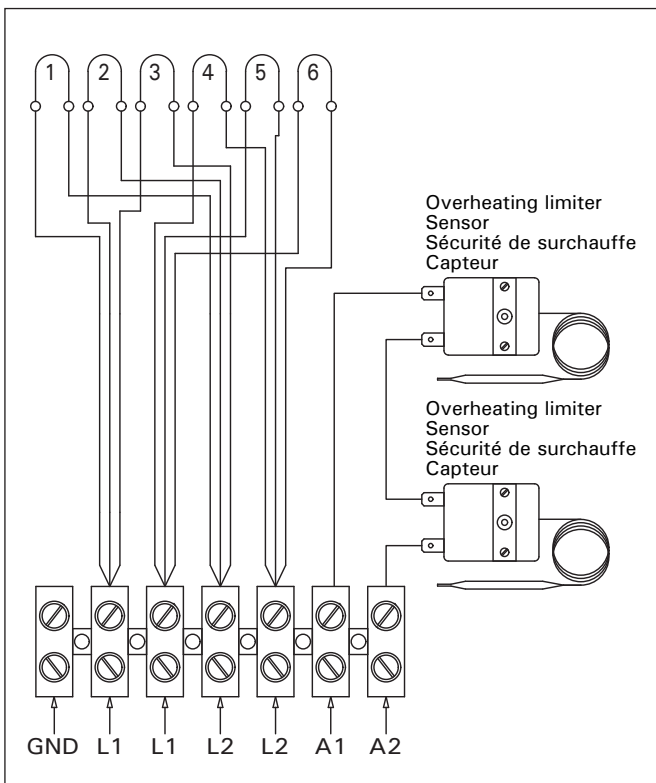 1 2 3 4 5 6
Overheating limiter
Sensor
Sécurité de surchauffe
Capteur
Overheating limiter
Sensor
Sécurité de surchauffe
Capteur
GND L1 L1 L2 L2 A1 A2